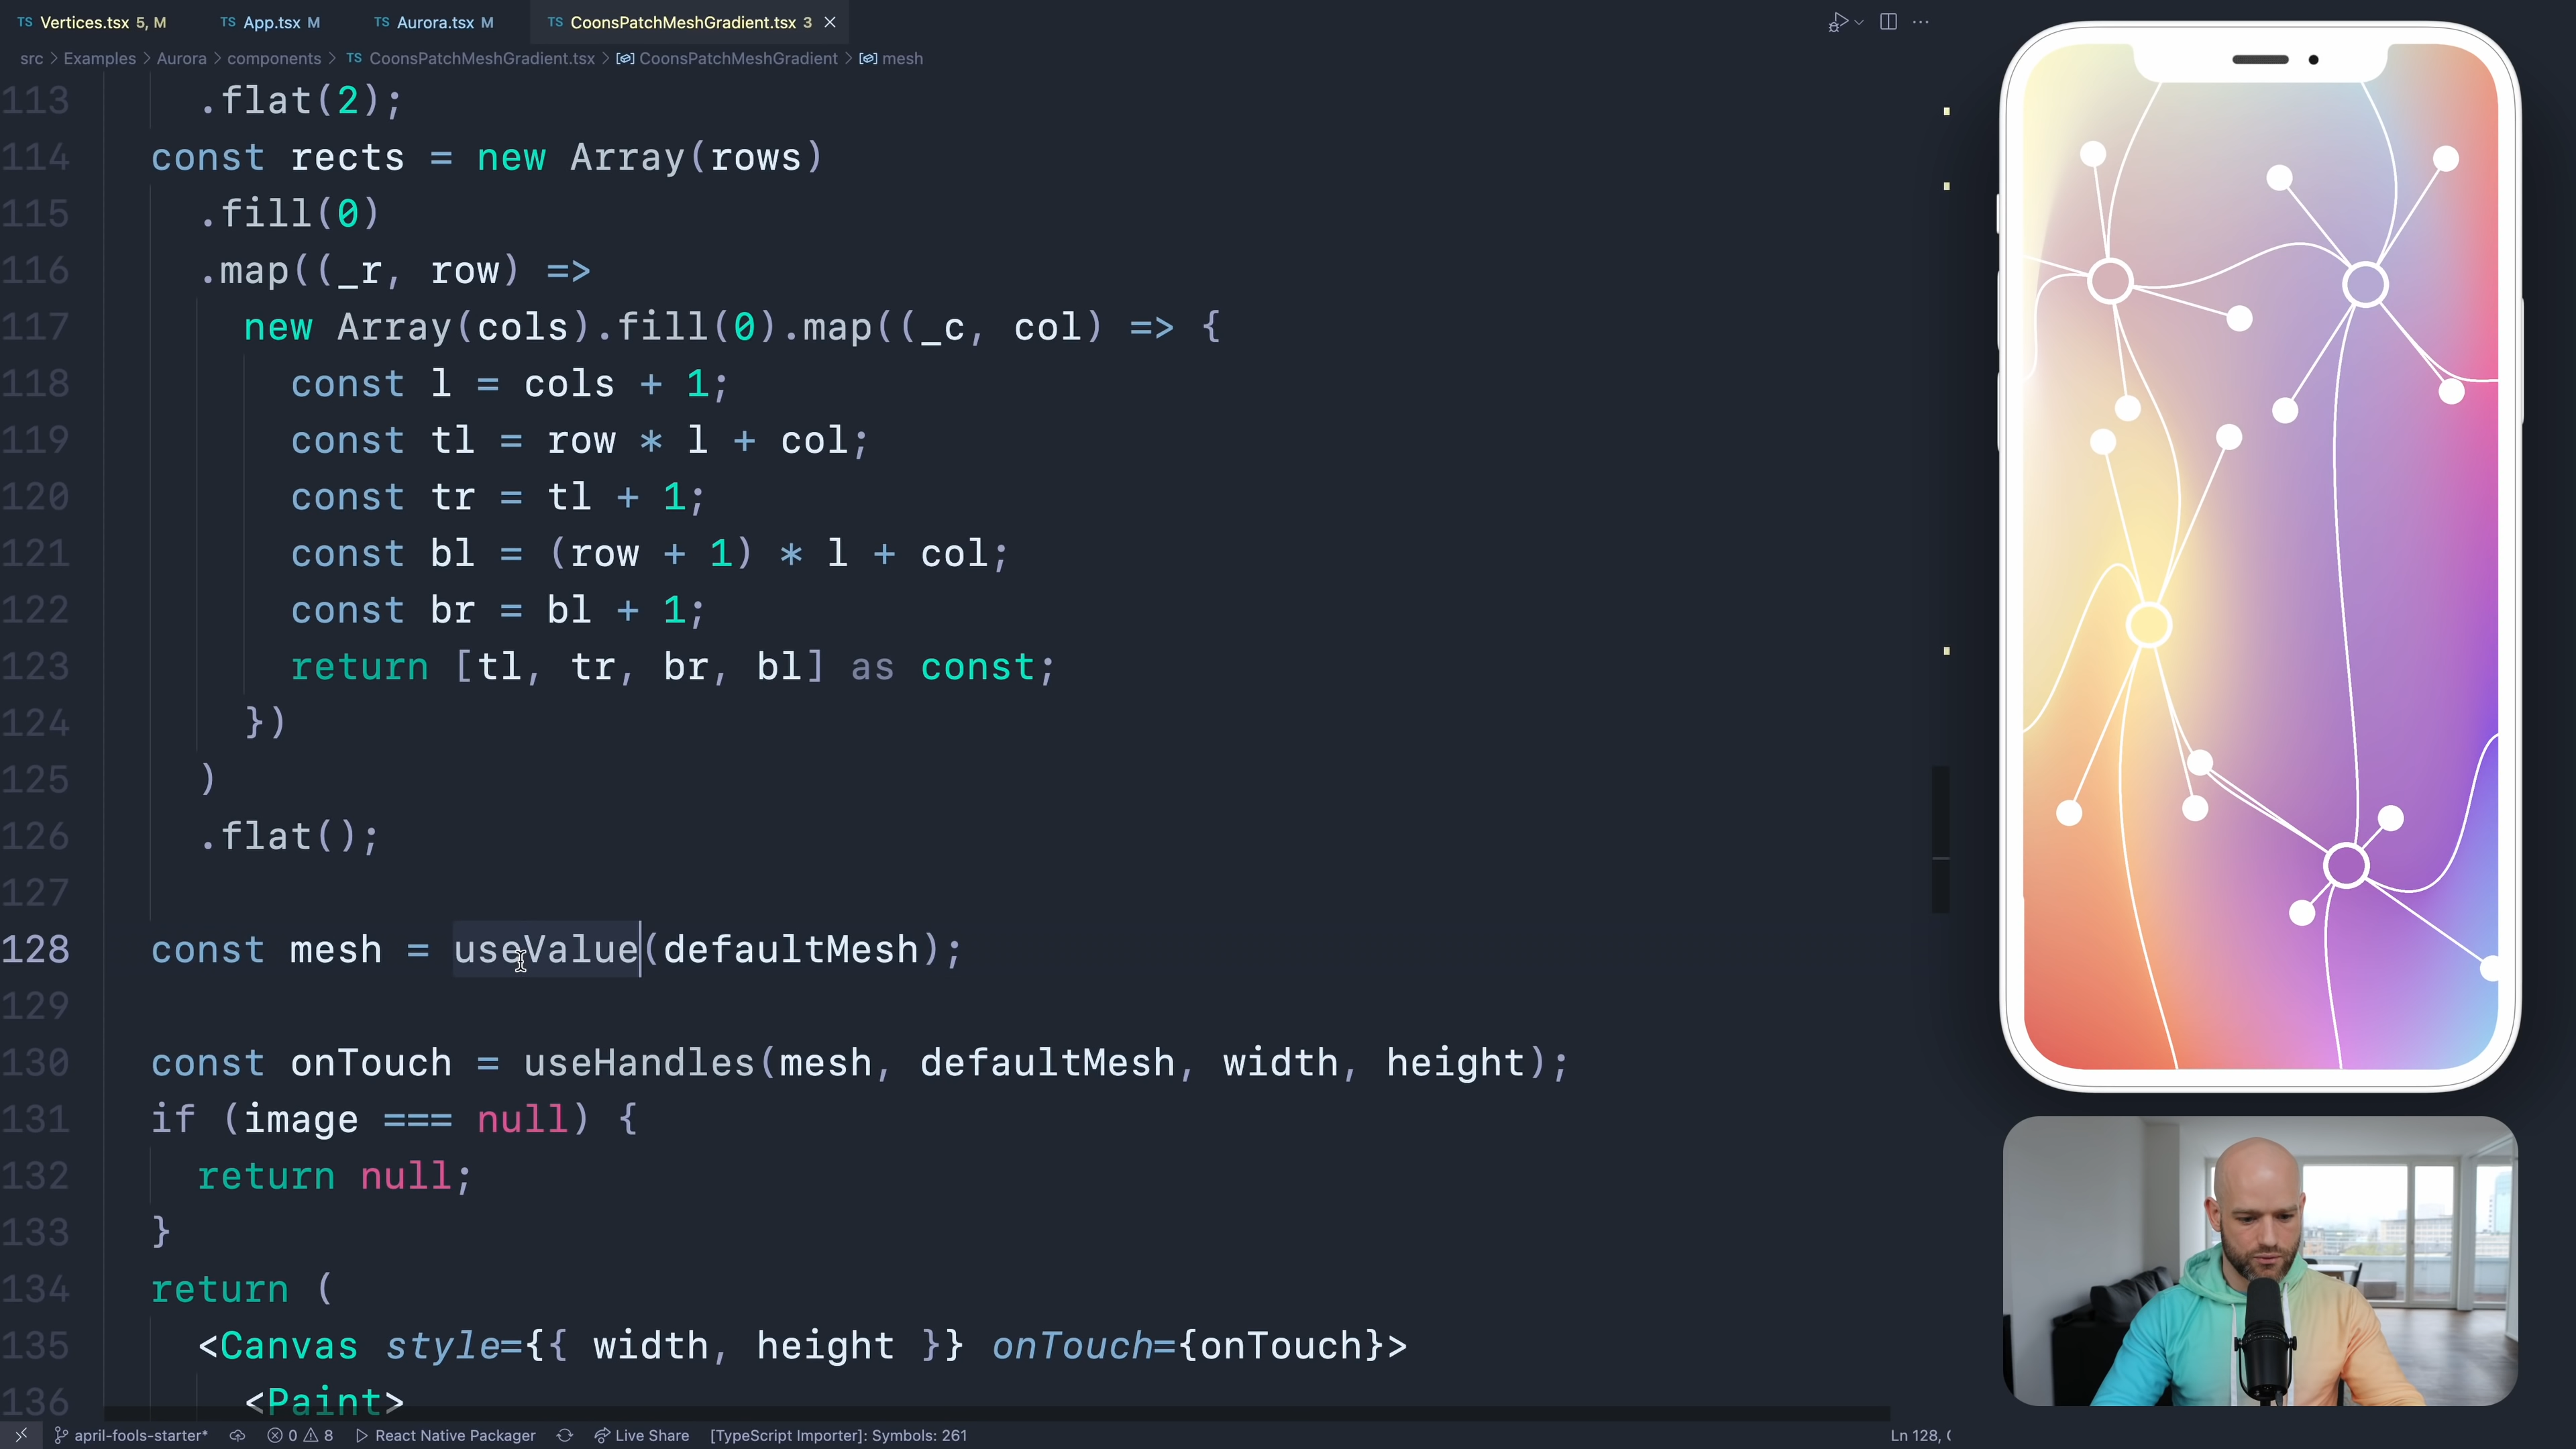 TS Vertices.tsx 5, M TS App.tsx M TS Aurora.tsx M TS CoonsPatchMeshGradient.tsx 3
src > Examples > Aurora > components > TS CoonsPatchMeshGradient.tsx > CoonsPatchMeshGradient > mesh
113 .flat(2);
114 const rects = new Array(rows)
115 .fill(0)
116 .map((_r, row) =>
117 new Array(cols).fill(0).map((_c, col) => {
118 const l = cols + 1;
119 const tl = row * l + col;
120 const tr = tl + 1;
121 const bl = (row + 1) * l + col;
122 const br = bl + 1;
123 return [tl, tr, br, bl] as const;
124 })
125 )
126 .flat();
127
128 const mesh = useValue(defaultMesh);
129
130 const onTouch = useHandles(mesh, defaultMesh, width, height);
131 if (image === null) {
132 return null;
133 }
134 return (
135 <Canvas style={{ width, height }} onTouch={onTouch}>
136 <Paint>
april-fools-starter* 0 8 React Native Packager Live Share [TypeScript Importer]: Symbols: 261 Ln 128,